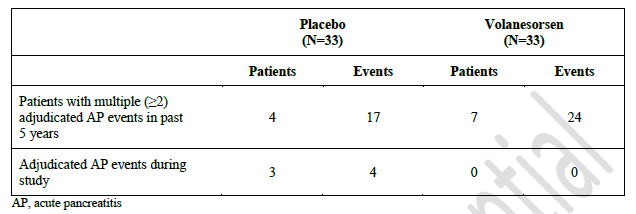 Placebo
(N=33)
Volanesorsen
(N=33)
Patients
Events
Patients
Events
Patients with multiple (≥2)
adjudicated AP events in past
5 years
4
17
7
24
Adjudicated AP events during
study
3
4
0
0
AP, acute pancreatitis
ential